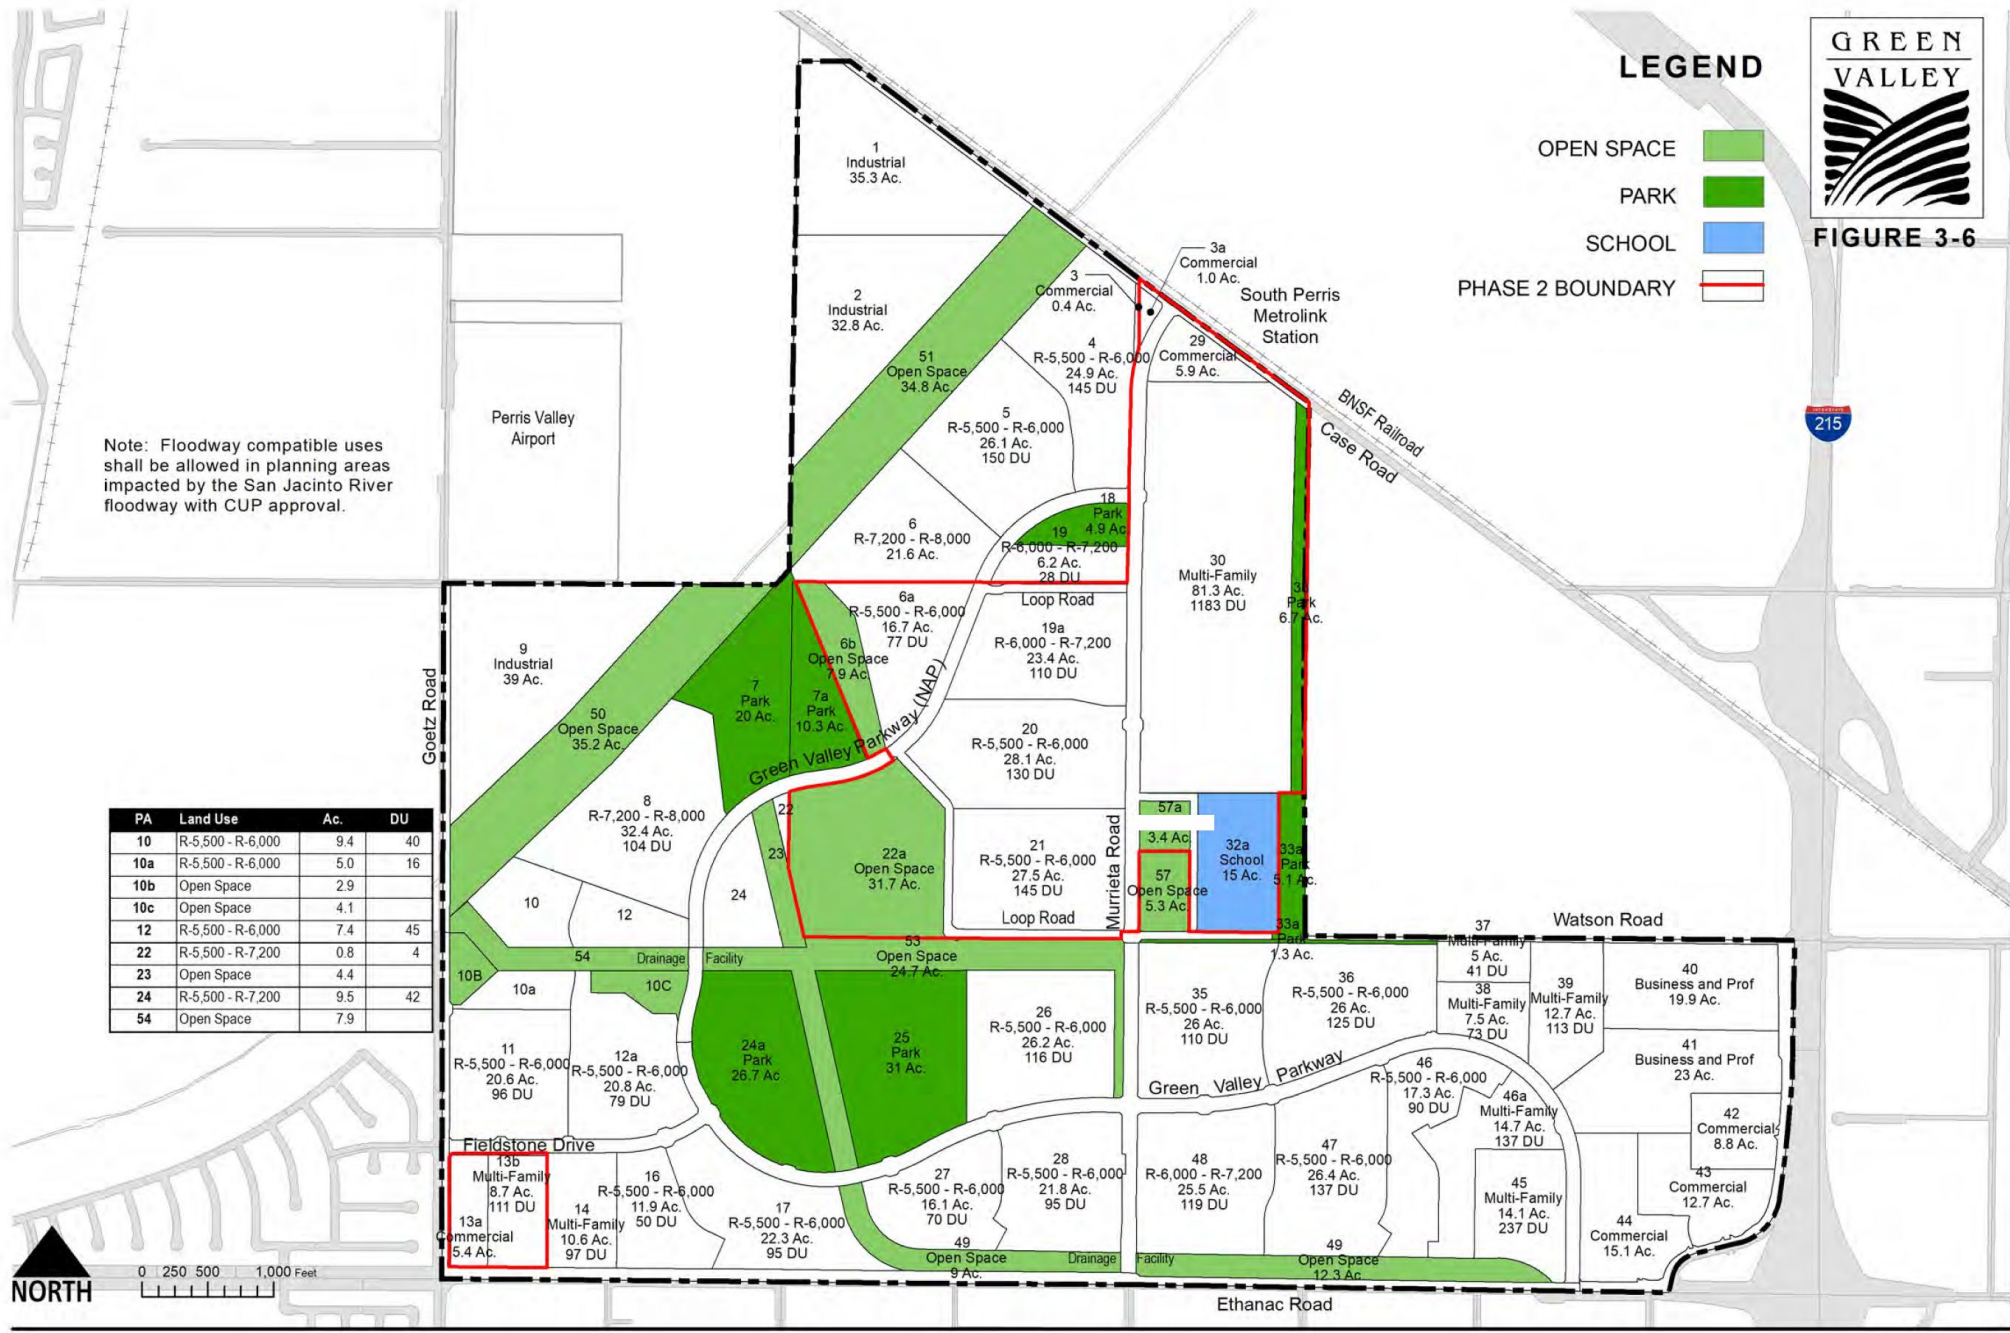 LEGEND
OPEN SPACE
PARK
SCHOOL
PHASE 2 BOUNDARY
GREEN
VALLEY
FIGURE 3-6
INTERSTATE
215
Note: Floodway compatible uses
shall be allowed in planning areas
impacted by the San Jacinto River
floodway with CUP approval.
Perris Valley
Airport
1
Industrial
35.3 Ac.
2
Industrial
32.8 Ac.
51
Open Space
34.8 Ac.
3
Commercial
0.4 Ac.
3a
Commercial
1.0 Ac.
South Perris
Metrolink
Station
BNSF Railroad
Case Road
4
R-5,500 - R-6,000
24.9 Ac.
145 DU
29
Commercial
5.9 Ac.
5
R-5,500 - R-6,000
26.1 Ac.
150 DU
6
R-7,200 - R-8,000
21.6 Ac.
18
Park
4.9 Ac
19
R-6,000 - R-7,200
6.2 Ac.
28 DU
Loop Road
30
Multi-Family
81.3 Ac.
1183 DU
Park
6.7 Ac.
6a
R-5,500 - R-6,000
16.7 Ac.
77 DU
6b
Open Space
7.9 Ac.
19a
R-6,000 - R-7,200
23.4 Ac.
110 DU
9
Industrial
39 Ac.
Goetz Road
50
Open Space
35.2 Ac.
7
Park
20 Ac.
7a
Park
10.3 Ac.
Green Valley Parkway (NAP)
20
R-5,500 - R-6,000
28.1 Ac.
130 DU
8
R-7,200 - R-8,000
32.4 Ac.
104 DU
22
23
24
22a
Open Space
31.7 Ac.
21
R-5,500 - R-6,000
27.5 Ac.
145 DU
Loop Road
Murrieta Road
57a
3.4 Ac
57
Open Space
5.3 Ac.
32a
School
15 Ac.
33a
Park
5.1 Ac.
33a
Park
1.3 Ac.
Watson Road
PA Land Use Ac. DU
10 R-5,500 - R-6,000 9.4 40
10a R-5,500 - R-6,000 5.0 16
10b Open Space 2.9
10c Open Space 4.1
12 R-5,500 - R-6,000 7.4 45
22 R-5,500 - R-7,200 0.8 4
23 Open Space 4.4
24 R-5,500 - R-7,200 9.5 42
54 Open Space 7.9
10
12
54
Drainage Facility
53
Open Space
24.7 Ac.
10B
10a
10C
11
R-5,500 - R-6,000
20.6 Ac.
96 DU
12a
R-5,500 - R-6,000
20.8 Ac.
79 DU
24a
Park
26.7 Ac
25
Park
31 Ac.
26
R-5,500 - R-6,000
26.2 Ac.
116 DU
35
R-5,500 - R-6,000
26 Ac.
110 DU
36
R-5,500 - R-6,000
26 Ac.
125 DU
37
Multi-Family
5 Ac.
41 DU
38
Multi-Family
7.5 Ac.
73 DU
39
Multi-Family
12.7 Ac.
113 DU
40
Business and Prof
19.9 Ac.
41
Business and Prof
23 Ac.
42
Commercial
8.8 Ac.
43
Commercial
12.7 Ac.
44
Commercial
15.1 Ac.
Green Valley Parkway
46
R-5,500 - R-6,000
17.3 Ac.
90 DU
46a
Multi-Family
14.7 Ac.
137 DU
45
Multi-Family
14.1 Ac.
237 DU
Fieldstone Drive
13b
Multi-Family
8.7 Ac.
111 DU
13a
Commercial
5.4 Ac.
14
Multi-Family
10.6 Ac.
97 DU
16
R-5,500 - R-6,000
11.9 Ac.
50 DU
17
R-5,500 - R-6,000
22.3 Ac.
95 DU
27
R-5,500 - R-6,000
16.1 Ac.
70 DU
28
R-5,500 - R-6,000
21.8 Ac.
95 DU
48
R-6,000 - R-7,200
25.5 Ac.
119 DU
47
R-5,500 - R-6,000
26.4 Ac.
137 DU
49
Open Space
9 Ac.
Drainage Facility
49
Open Space
12.3 Ac.
Ethanac Road
NORTH
0 250 500 1,000 Feet